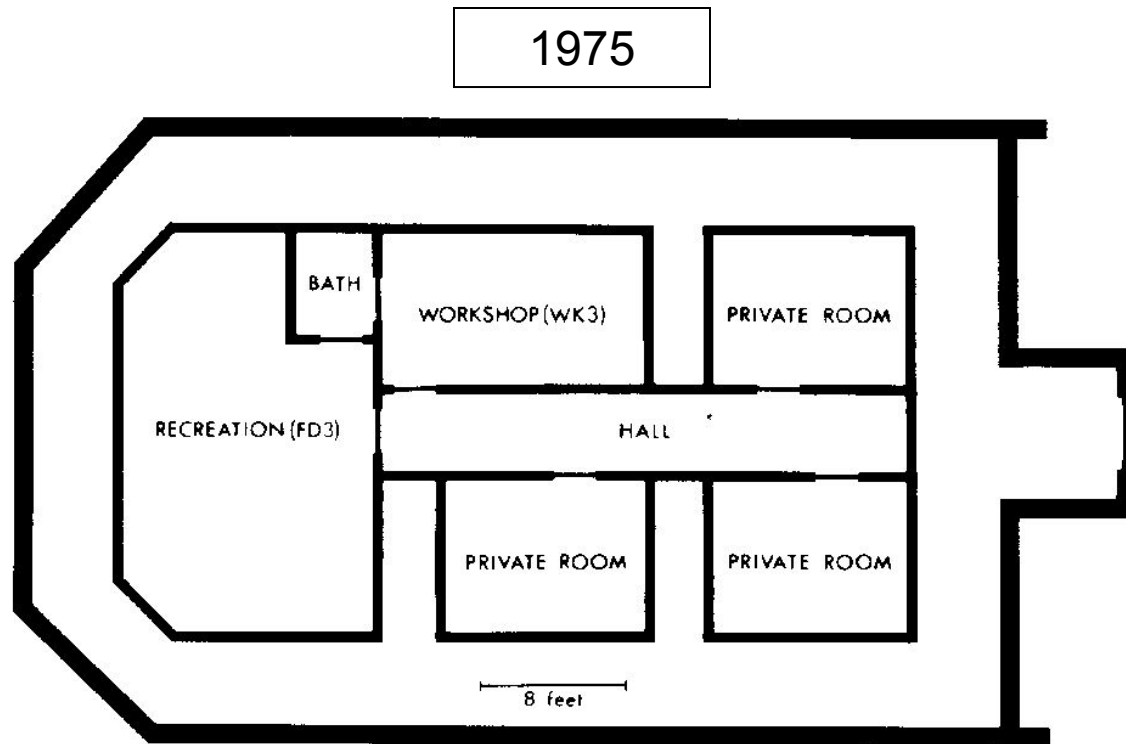 1975
BATH
WORKSHOP(WK3)
PRIVATE ROOM
RECREATION(FD3)
HALL
PRIVATE ROOM
PRIVATE ROOM
8 feet